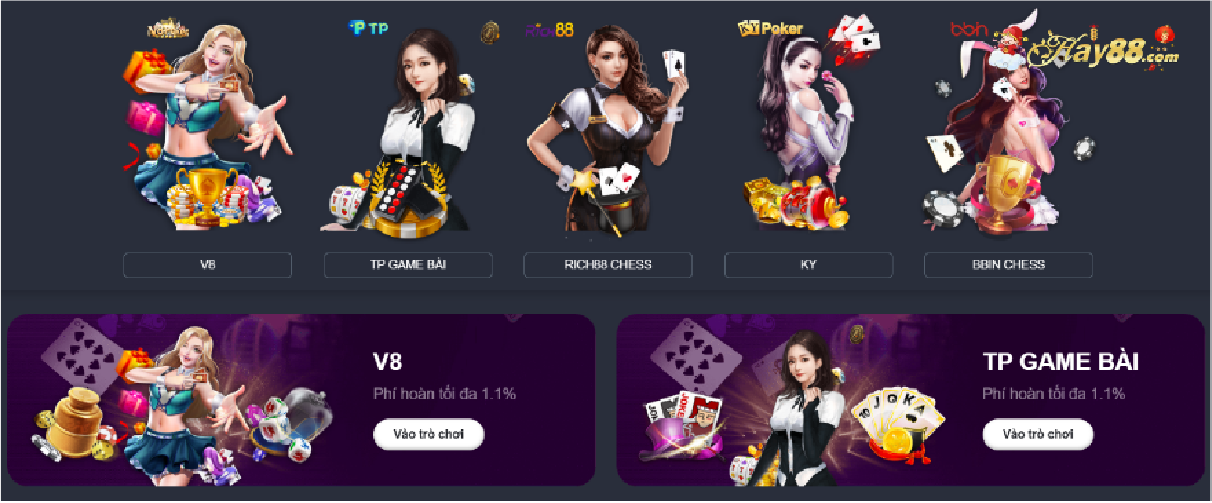 TP
RICH88
KY Poker
bbin
Hay88.com
V8
TP GAME BÀI
RICH88 CHESS
KY
BBIN CHESS
V8
Phí hoàn tối đa 1.1%
Vào trò chơi
TP GAME BÀI
Phí hoàn tối đa 1.1%
Vào trò chơi